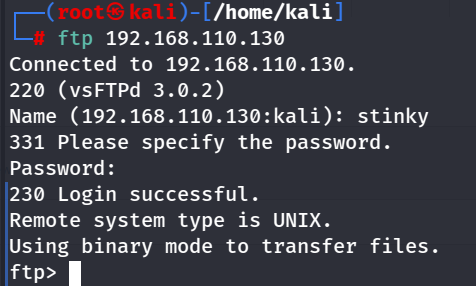 ┌──(root㉿kali)-[/home/kali]
└─# ftp 192.168.110.130
Connected to 192.168.110.130.
220 (vsFTPd 3.0.2)
Name (192.168.110.130:kali): stinky
331 Please specify the password.
Password:
230 Login successful.
Remote system type is UNIX.
Using binary mode to transfer files.
ftp>